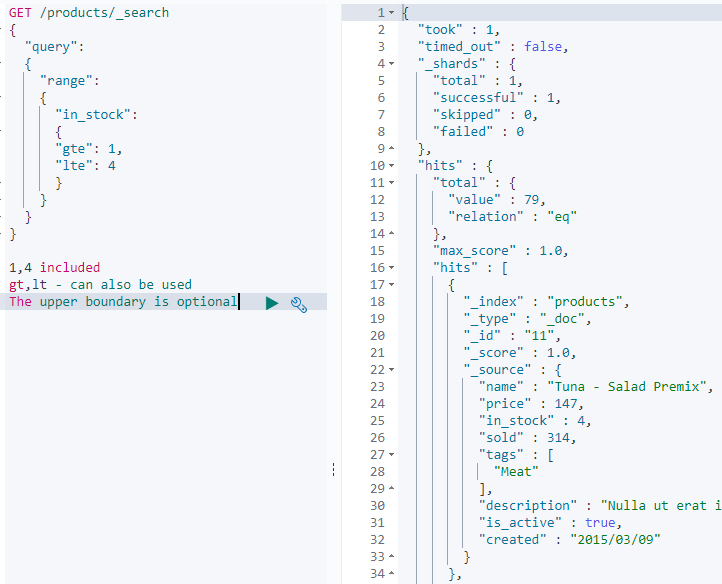 GET /products/_search
{
"query":
{
"range":
{
"in_stock":
{
"gte": 1,
"lte": 4
}
}
}
}
1,4 included
gt,lt - can also be used
The upper boundary is optional
1 {
2 "took" : 1,
3 "timed_out" : false,
4 "_shards" : {
5 "total" : 1,
6 "successful" : 1,
7 "skipped" : 0,
8 "failed" : 0
9 },
10 "hits" : {
11 "total" : {
12 "value" : 79,
13 "relation" : "eq"
14 },
15 "max_score" : 1.0,
16 "hits" : [
17 {
18 "_index" : "products",
19 "_type" : "_doc",
20 "_id" : "11",
21 "_score" : 1.0,
22 "_source" : {
23 "name" : "Tuna - Salad Premix",
24 "price" : 147,
25 "in_stock" : 4,
26 "sold" : 314,
27 "tags" : [
28 "Meat"
29 ],
30 "description" : "Nulla ut erat i
31 "is_active" : true,
32 "created" : "2015/03/09"
33 }
34 },